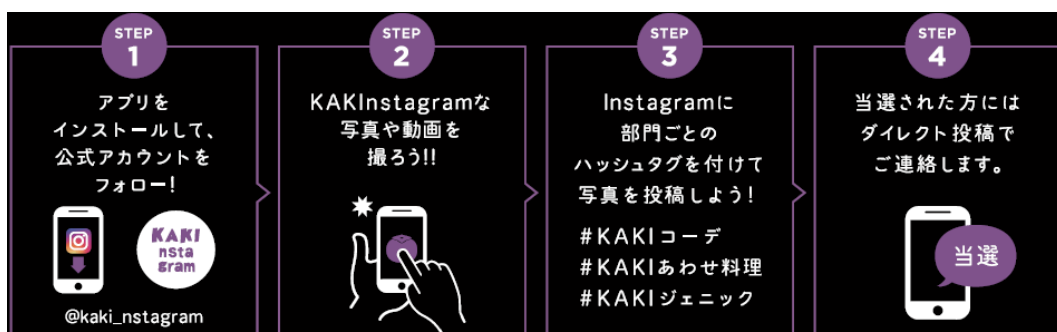 STEP
1
アプリを
インストールして、
公式アカウントを
フォロー!
KAKI
nsta
gram
@kaki_nstagram
STEP
2
KAKInstagramな
写真や動画を
撮ろう!!
STEP
3
Instagramに
部門ごとの
ハッシュタグを付けて
写真を投稿しよう!
#KAKIコーデ
#KAKIあわせ料理
#KAKIジェニック
STEP
4
当選された方には
ダイレクト投稿で
ご連絡します。
当選